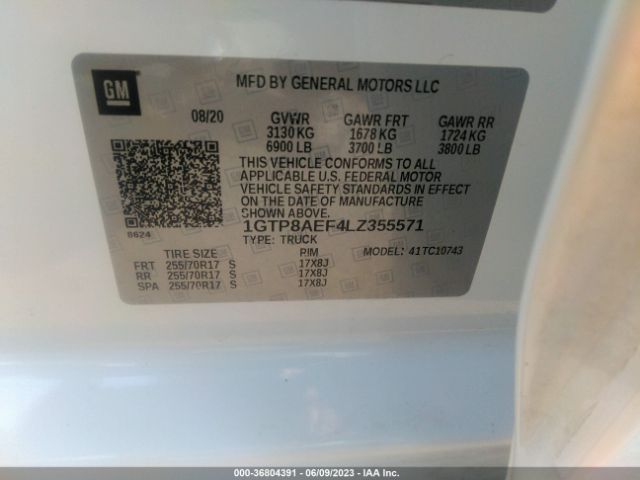 GM
MFD BY GENERAL MOTORS LLC
08/20 GVWR GAWR FRT GAWR RR
3130 KG 1678 KG 1724 KG
6900 LB 3700 LB 3800 LB
THIS VEHICLE CONFORMS TO ALL
APPLICABLE U.S. FEDERAL MOTOR
VEHICLE SAFETY STANDARDS IN EFFECT
ON THE DATE OF MANUFACTURE
SHOWN ABOVE.
8624
1GTP8AEF4LZ355571
TYPE: TRUCK MODEL: 41TC10743
TIRE SIZE RIM
FRT 255/70R17 S 17X8J
RR 255/70R17 S 17X8J
SPA 255/70R17 S 17X8J
000-36804391 | 06/09/2023 - IAA Inc.